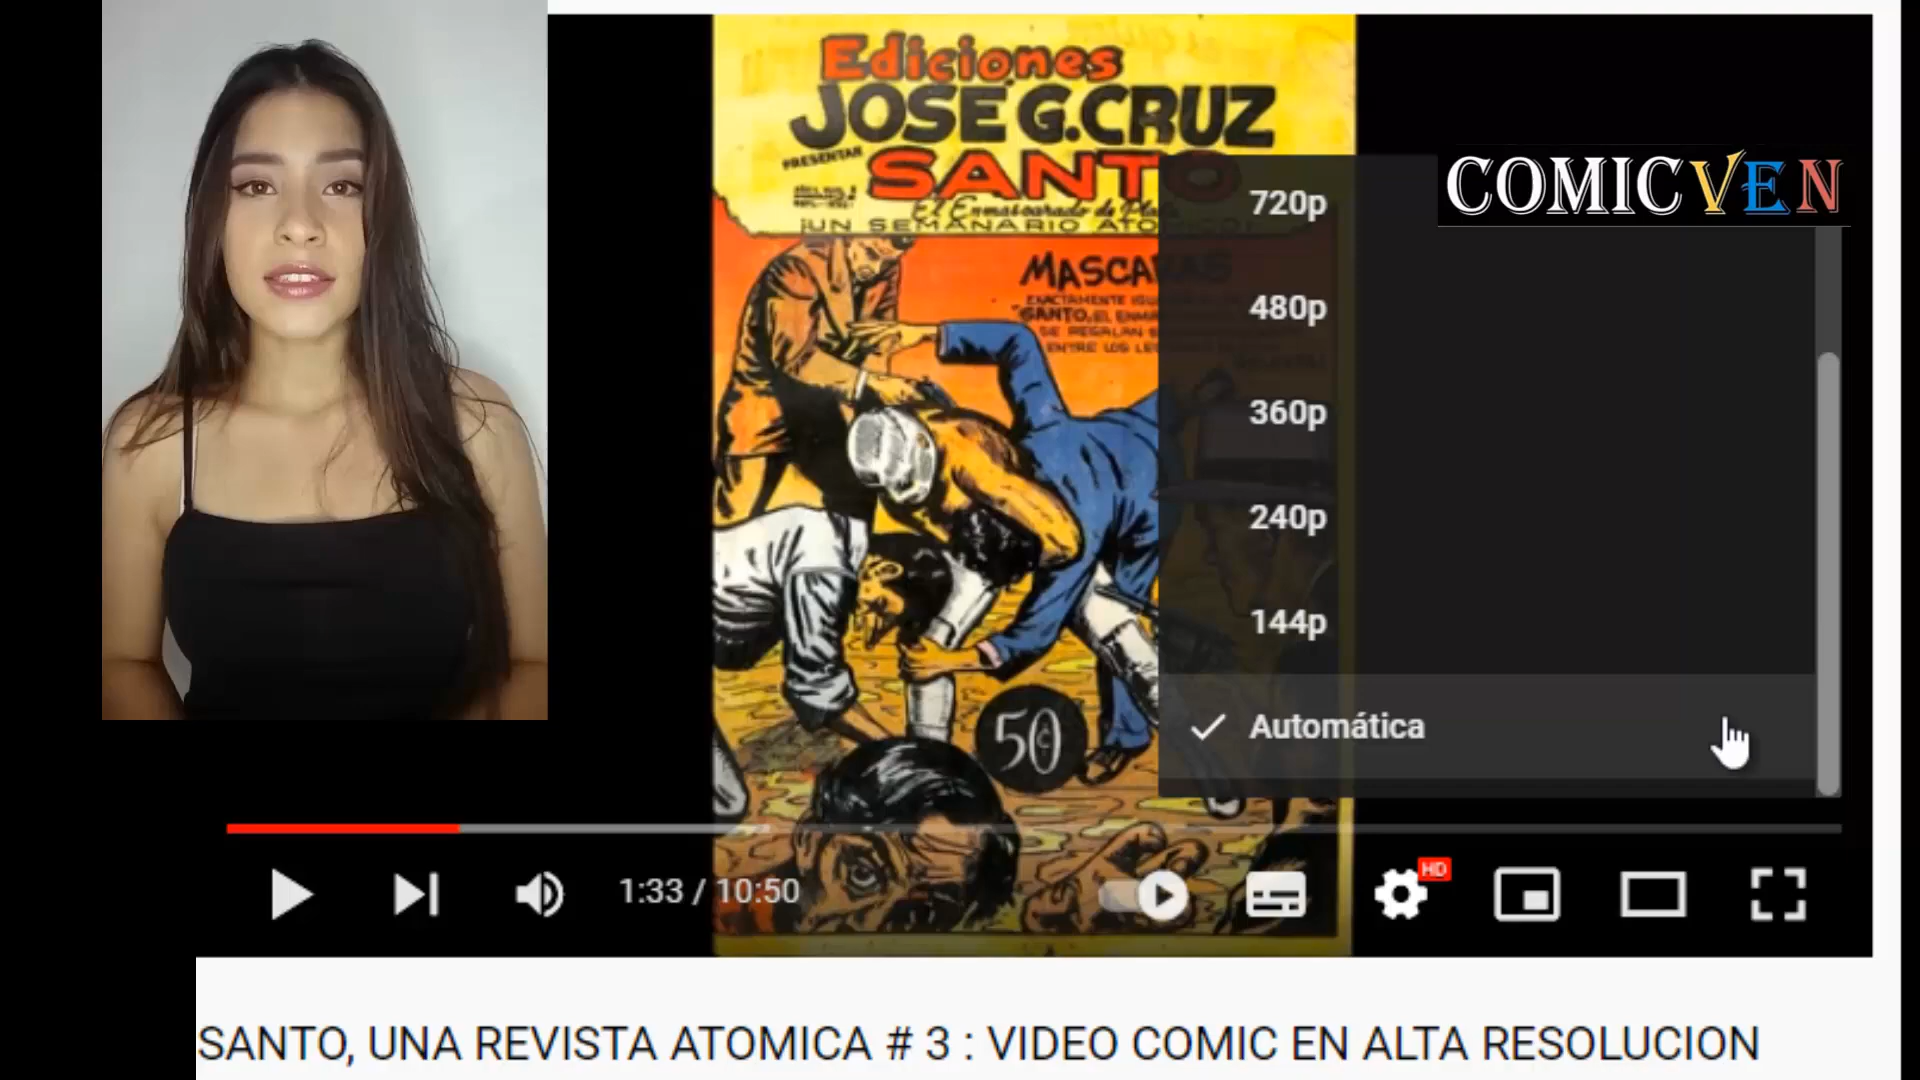 Ediciones
JOSE G. CRUZ
PRESENTAN
SANTO
El Enmascarado de Plata
¡UN SEMANARIO ATOMICO!
MASCARAS
EXACTAMENTE
SANTO, EL
SE REGALAN
ENTRE LOS
50¢
COMICVEN
720p
480p
360p
240p
144p
Automática
1:33 / 10:50
HD
SANTO, UNA REVISTA ATOMICA # 3 : VIDEO COMIC EN ALTA RESOLUCION